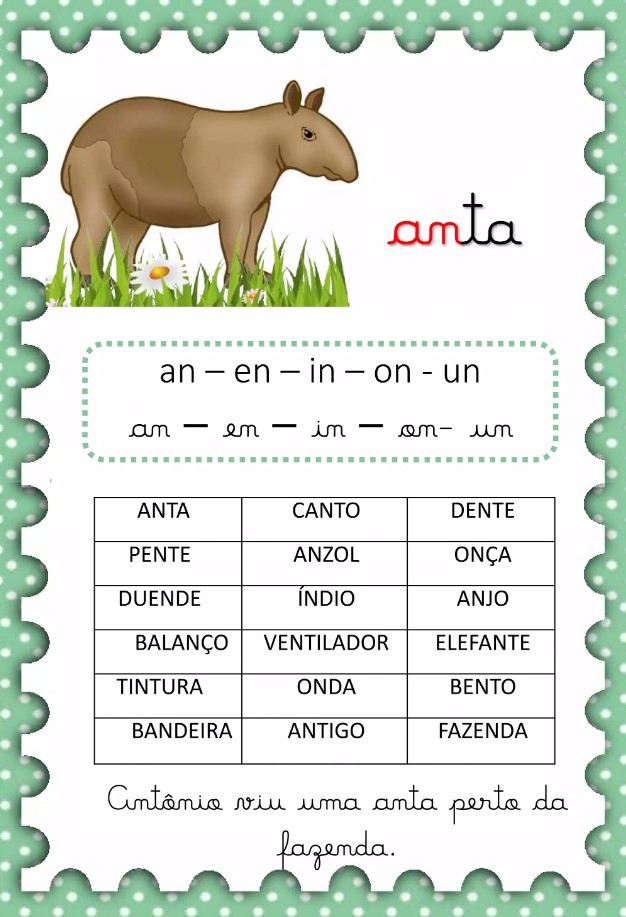 anta
an – en – in – on - un
an – en – in – on- un
ANTA CANTO DENTE
PENTE ANZOL ONÇA
DUENDE ÍNDIO ANJO
BALANÇO VENTILADOR ELEFANTE
TINTURA ONDA BENTO
BANDEIRA ANTIGO FAZENDA
Antônio viu uma anta perto da
fazenda.